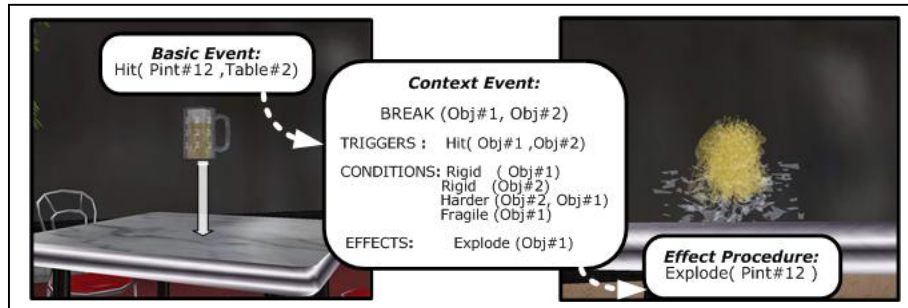 Basic Event:
Hit( Pint#12 ,Table#2)
Context Event:
BREAK (Obj#1, Obj#2)
TRIGGERS : Hit( Obj#1 ,Obj#2)
CONDITIONS: Rigid ( Obj#1)
Rigid (Obj#2)
Harder (Obj#2, Obj#1)
Fragile (Obj#1)
EFFECTS: Explode (Obj#1)
Effect Procedure:
Explode( Pint#12 )